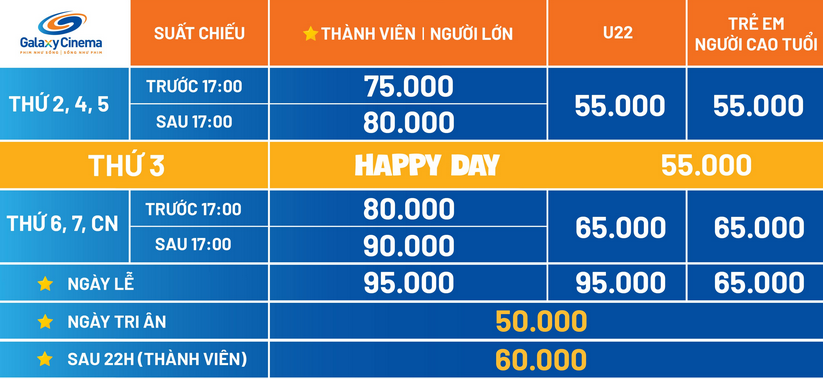 Galaxy Cinema
PHIM NHƯ SỐNG | SỐNG NHƯ PHIM
SUẤT CHIẾU
THÀNH VIÊN | NGƯỜI LỚN
U22
TRẺ EM
NGƯỜI CAO TUỔI
THỨ 2, 4, 5
TRƯỚC 17:00
75.000
SAU 17:00
80.000
55.000
55.000
THỨ 3
HAPPY DAY
55.000
THỨ 6, 7, CN
TRƯỚC 17:00
80.000
SAU 17:00
90.000
65.000
65.000
NGÀY LỄ
95.000
95.000
65.000
NGÀY TRI ÂN
50.000
SAU 22H (THÀNH VIÊN)
60.000